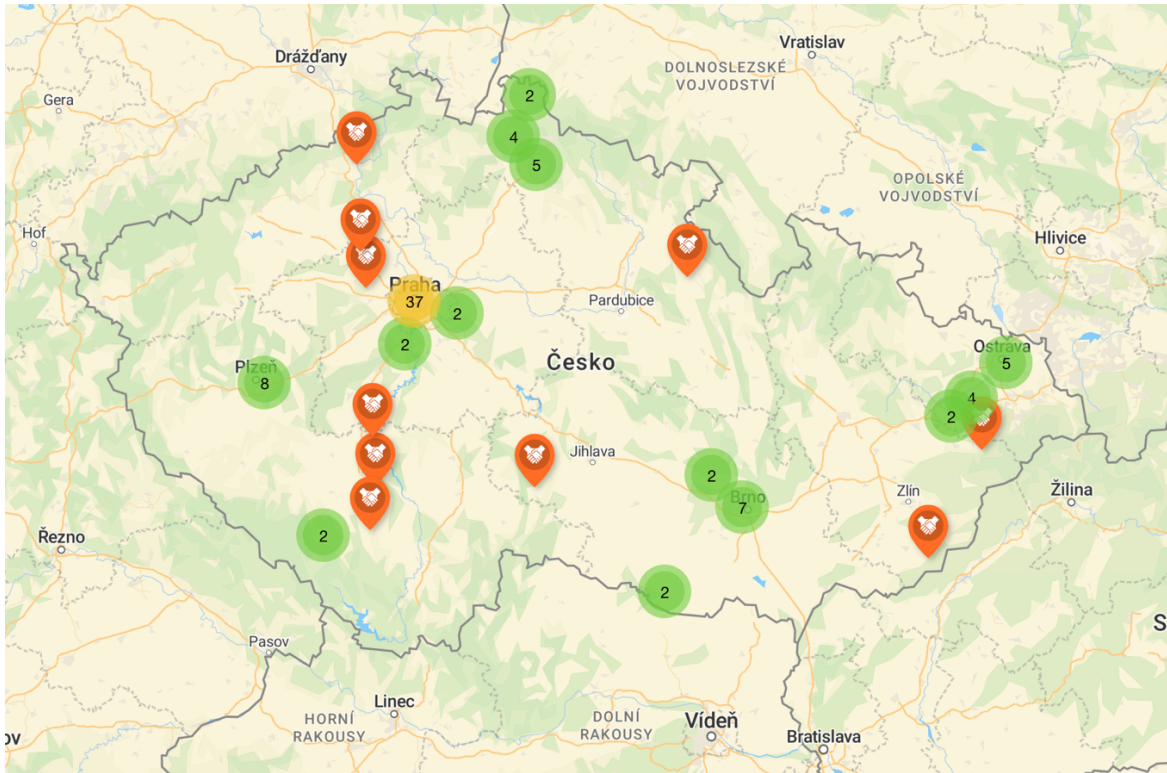 Drážďany
Vratislav
DOLNOSLEZSKÉ
VOJVODSTVÍ
Gera
2
4
5
OPOLSKÉ
VOJVODSTVÍ
Hof
Hlivice
Praha
37
2
Pardubice
2
Česko
Ostrava
5
Plzeň
8
4
2
Jihlava
2
Brno
7
Zlín
Žilina
Řezno
2
2
Pasov
S
Linec
HORNÍ
RAKOUSY
DOLNÍ
RAKOUSY
Vídeň
Bratislava
ov